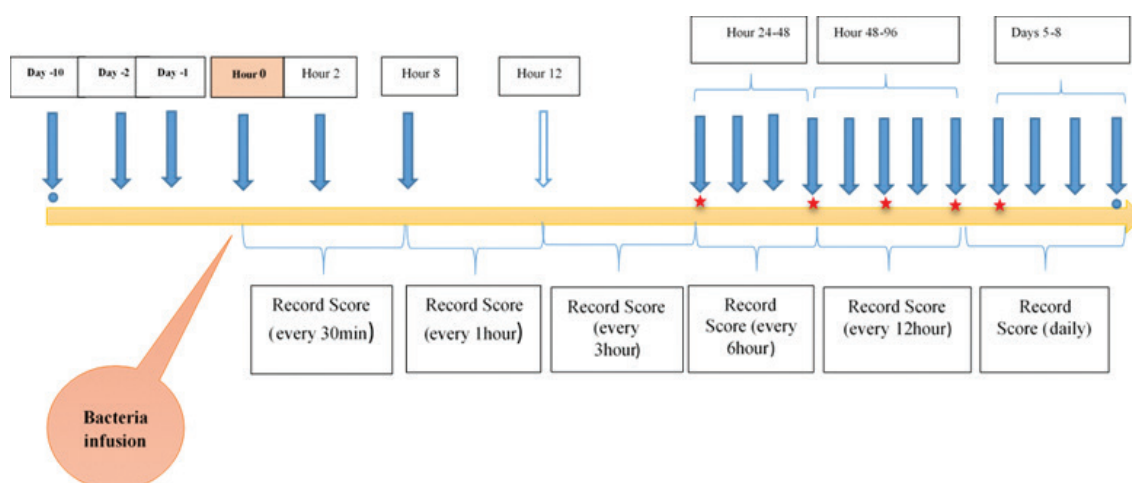 Hour 24-48
Hour 48-96
Days 5-8
Day -10
Day -2
Day -1
Hour 0
Hour 2
Hour 8
Hour 12
Record Score
(every 30min)
Record Score
(every 1hour)
Record Score
(every
3hour)
Record
Score (every
6hour)
Record Score
(every 12hour)
Record
Score (daily)
Bacteria
infusion